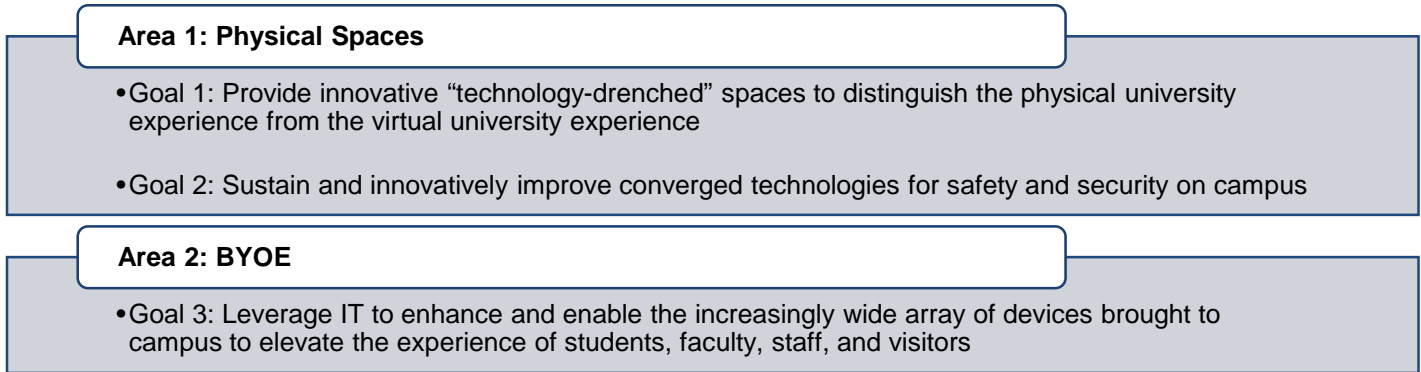 Area 1: Physical Spaces
•Goal 1: Provide innovative “technology-drenched” spaces to distinguish the physical university
experience from the virtual university experience
•Goal 2: Sustain and innovatively improve converged technologies for safety and security on campus
Area 2: BYOE
•Goal 3: Leverage IT to enhance and enable the increasingly wide array of devices brought to
campus to elevate the experience of students, faculty, staff, and visitors